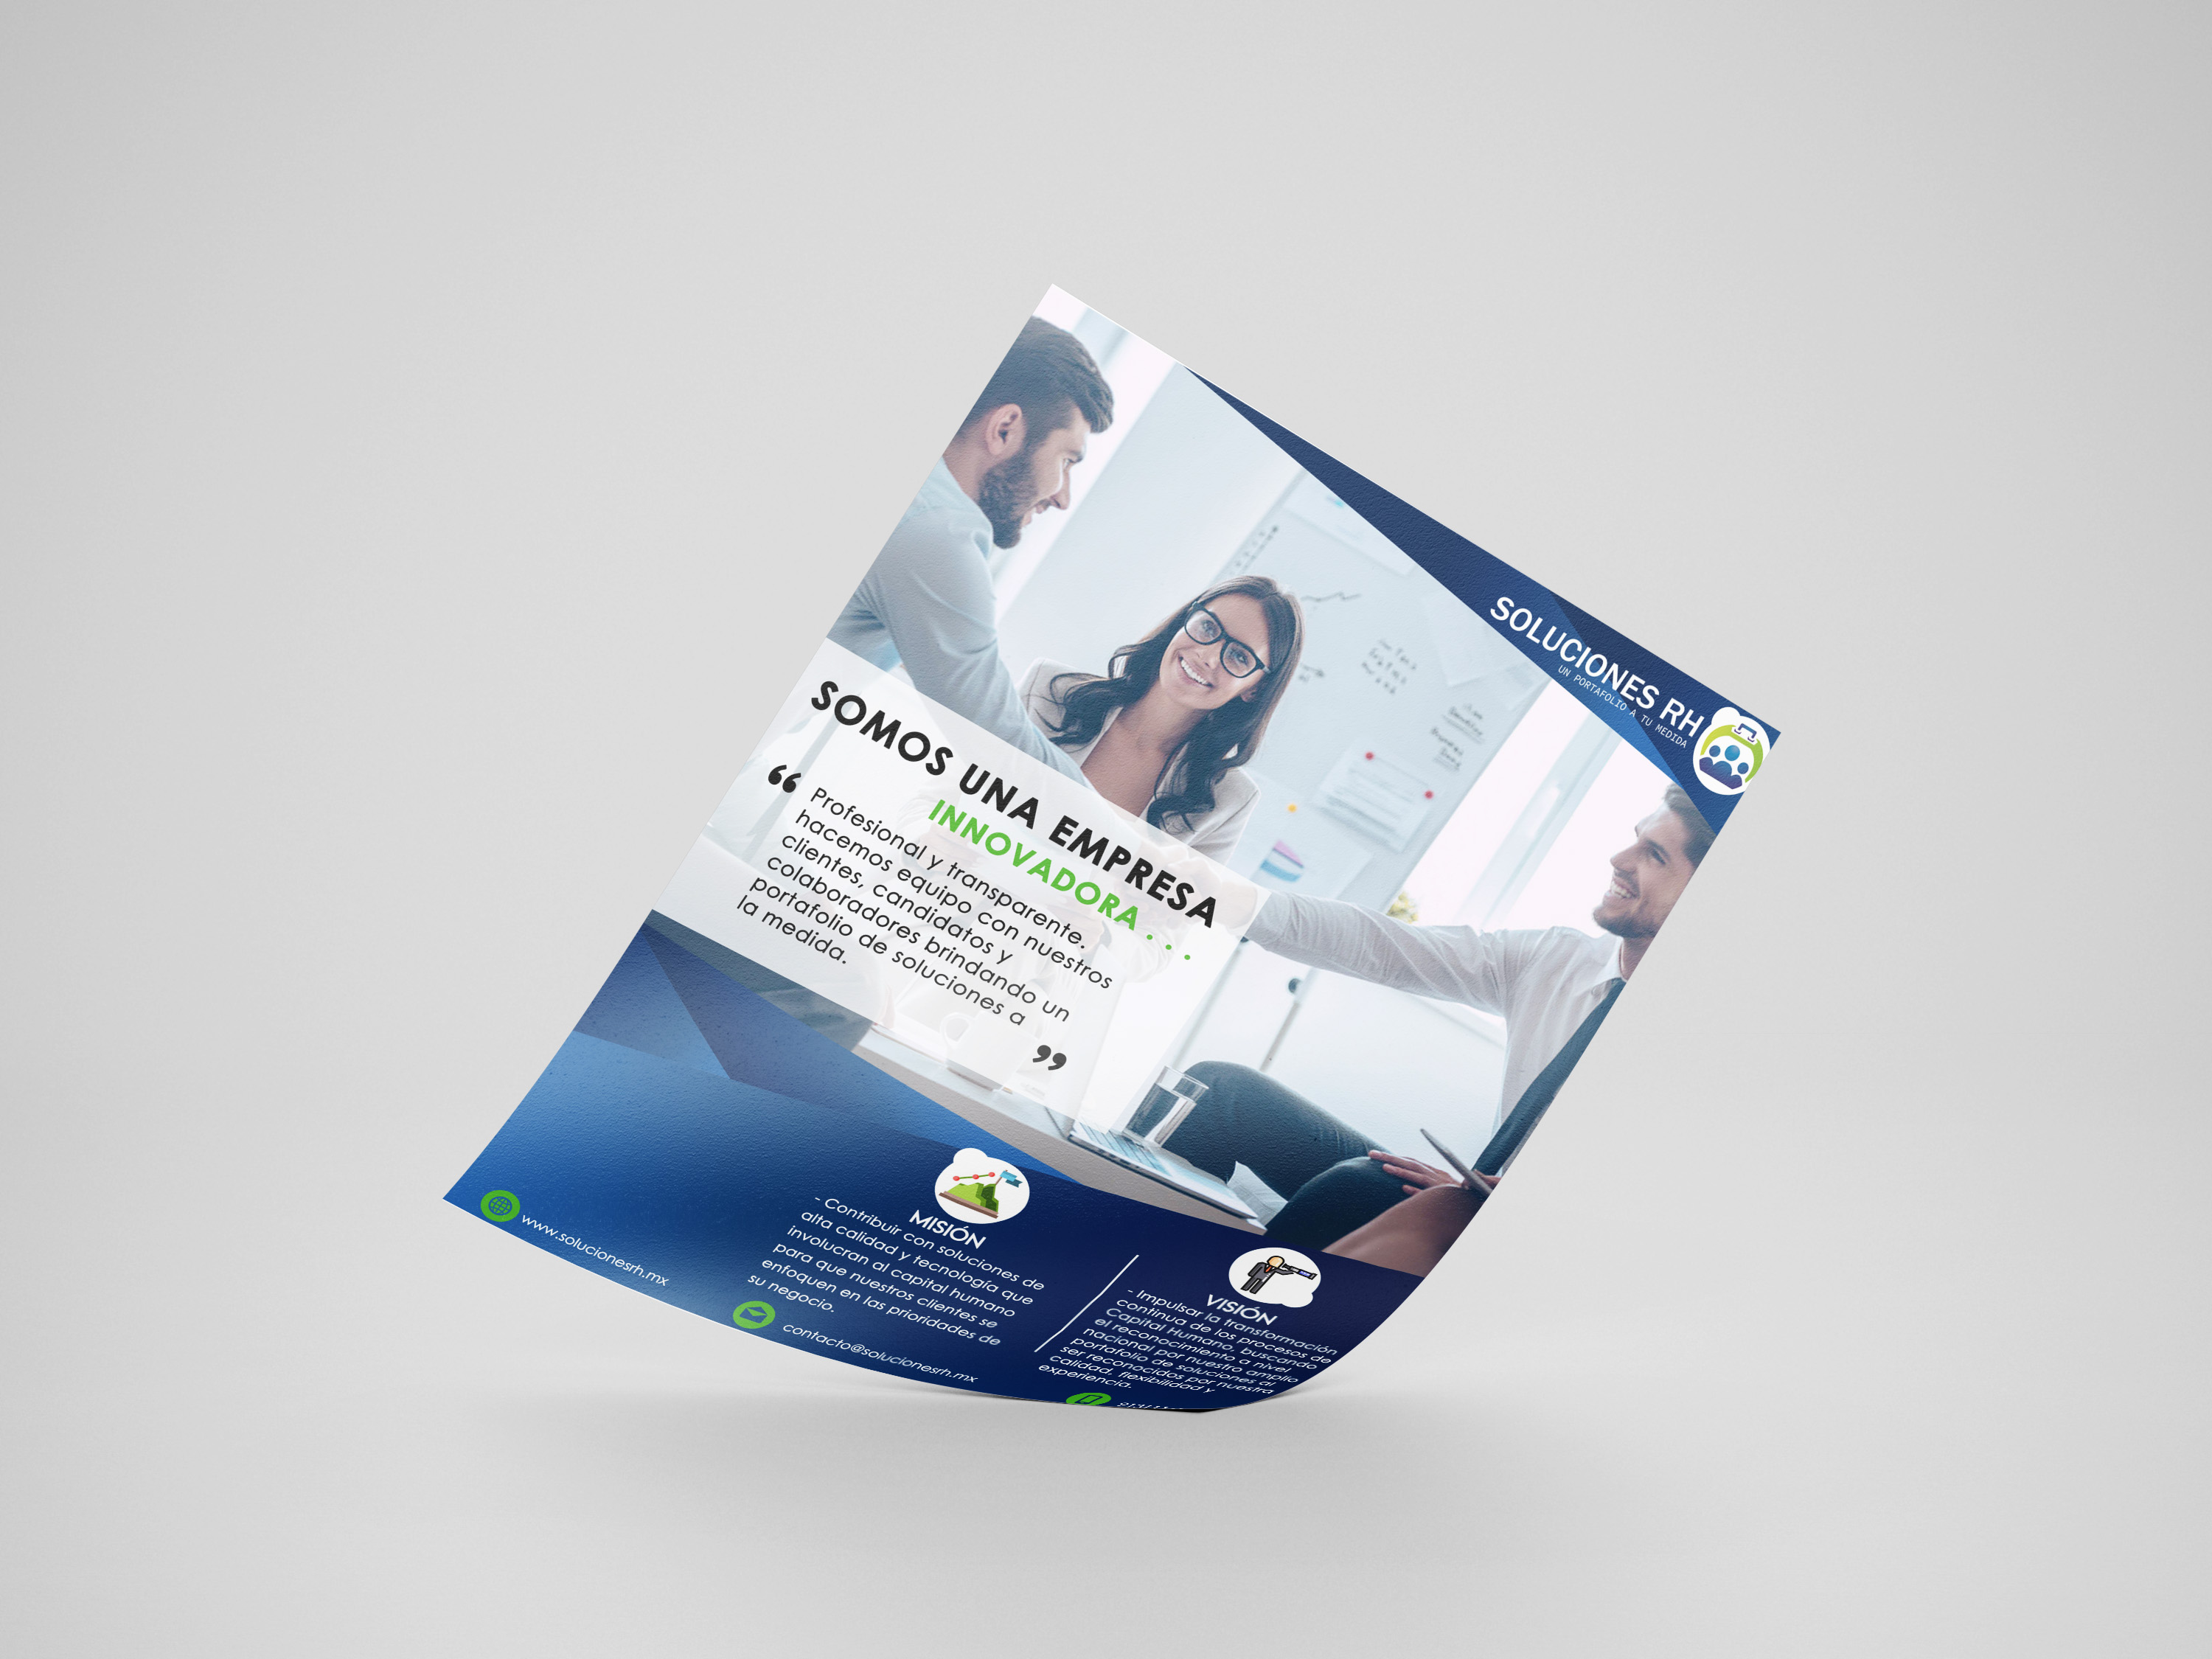 SOLUCIONES RH
UN PORTAFOLIO A TU MEDIDA
SOMOS UNA EMPRESA
INNOVADORA . . .
“
Profesional y transparente.
hacemos equipo con nuestros
clientes, candidatos y
colaboradores brindando un
portafolio de soluciones a
la medida.
”
MISIÓN
- Contribuir con soluciones de
alta calidad y tecnología que
involucran al capital humano
para que nuestros clientes se
enfoquen en las prioridades de
su negocio.
VISIÓN
- Impulsar la transformación
continua de los procesos de
Capital Humano, buscando
el reconocimiento a nivel
nacional por nuestro amplio
portafolio de soluciones al
ser reconocidos por nuestra
calidad, flexibilidad y
experiencia.
www.solucionesrh.mx
contacto@solucionesrh.mx